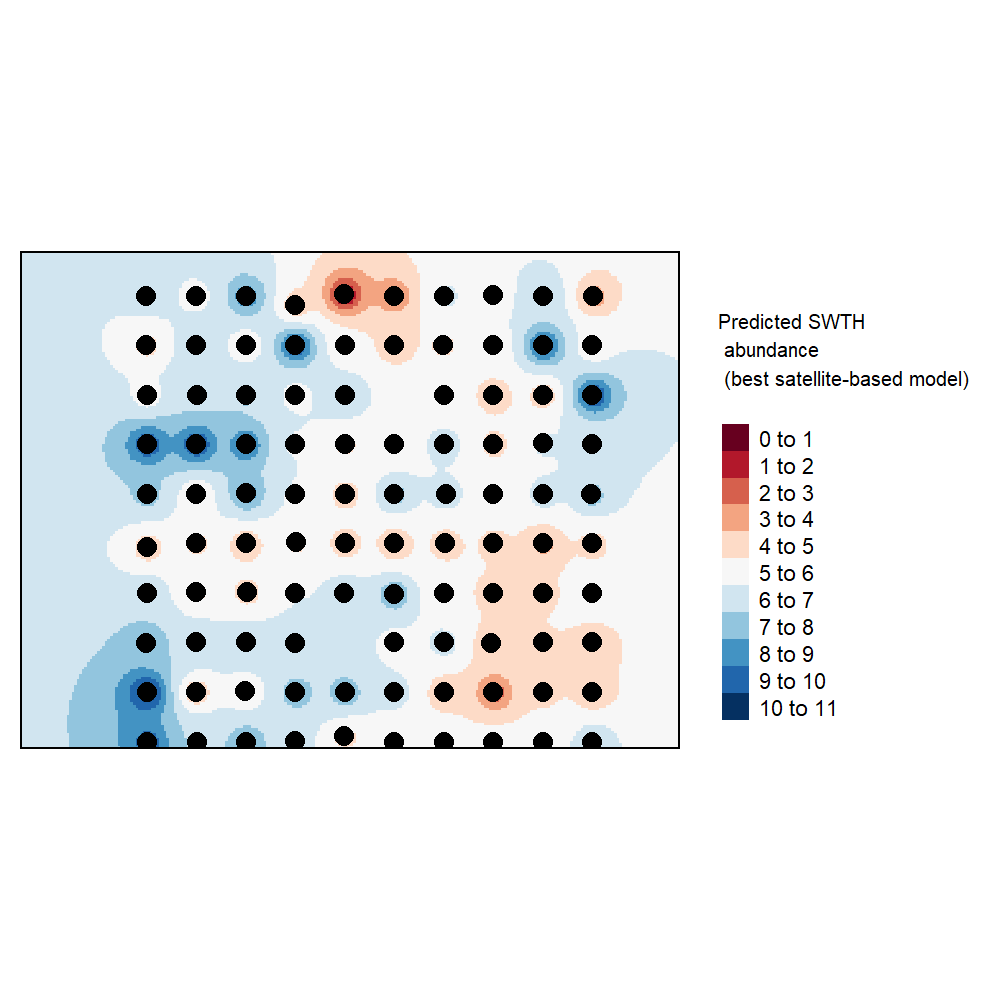 Predicted SWTH
abundance
(best satellite-based model)
0 to 1
1 to 2
2 to 3
3 to 4
4 to 5
5 to 6
6 to 7
7 to 8
8 to 9
9 to 10
10 to 11